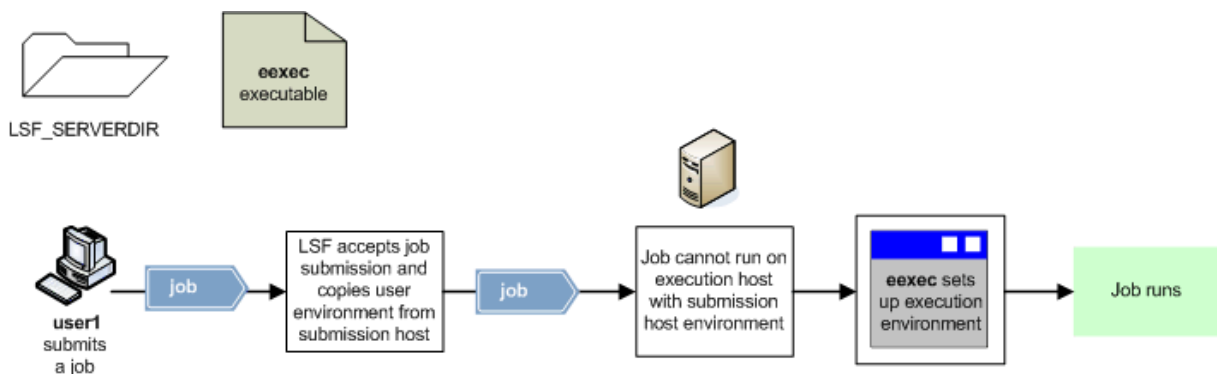 eexec
executable
LSF_SERVERDIR
user1
submits
a job
job
LSF accepts job
submission and
copies user
environment from
submission host
job
Job cannot run on
execution host
with submission
host environment
eexec sets
up execution
environment
Job runs